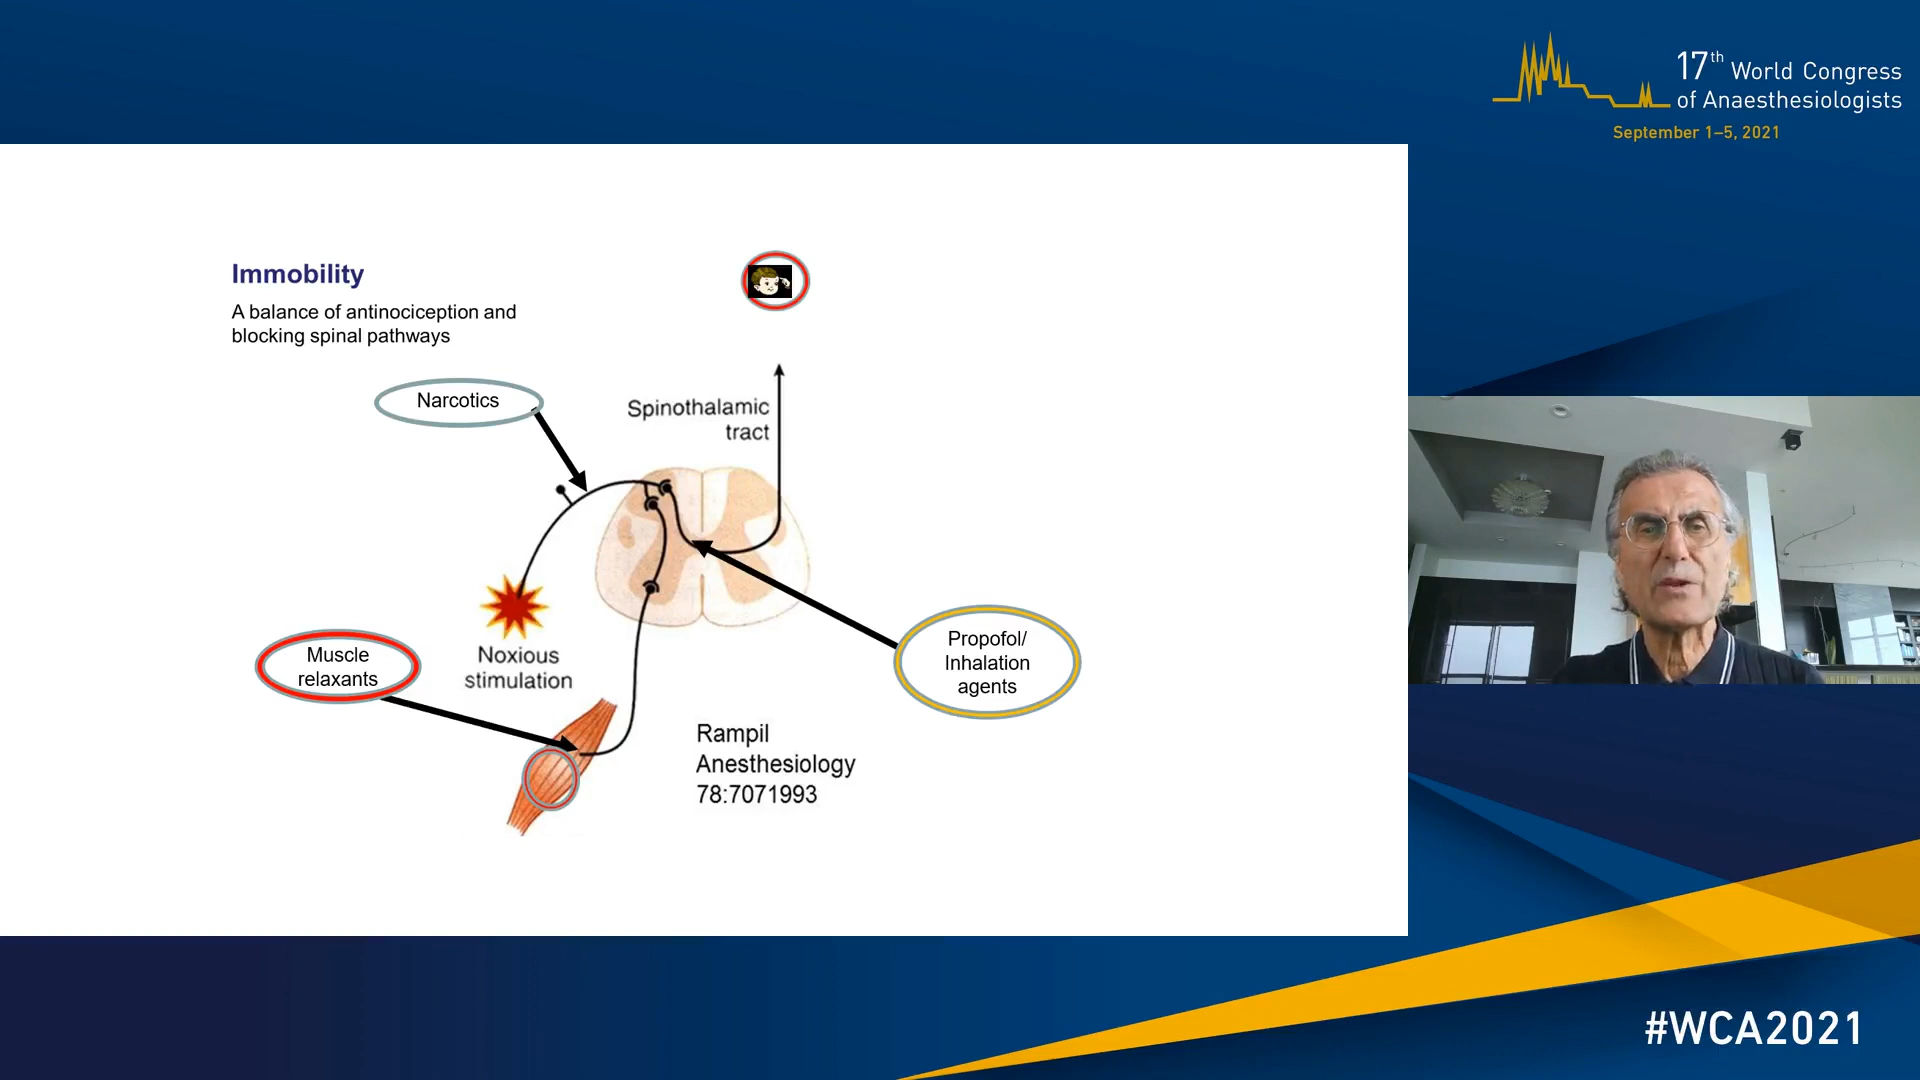 17th World Congress
of Anaesthesiologists
September 1–5, 2021
Immobility
A balance of antinociception and
blocking spinal pathways
Narcotics
Spinothalamic
tract
Propofol/
Inhalation
agents
Muscle
relaxants
Noxious
stimulation
Rampil
Anesthesiology
78:7071993
#WCA2021